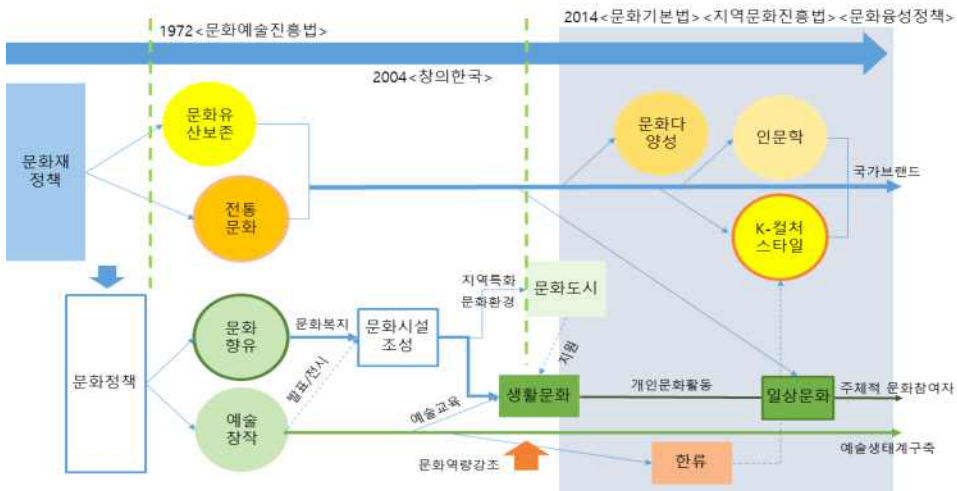 1972<문화예술진흥법>
2014<문화기본법><지역문화진흥법><문화융성정책>
2004<창의한국>
문화재
정책
문화유
산보존
전통
문화
문화다
양성
인문학
국가브랜드
K-컬처
스타일
지역특화
문화환경
문화도시
문화정책
문화
향유
문화복지
문화시설
조성
발표/전시
지원
생활문화
개인문화활동
일상문화
주체적 문화참여자
예술
창작
예술교육
예술생태계구축
문화역량강조
한류